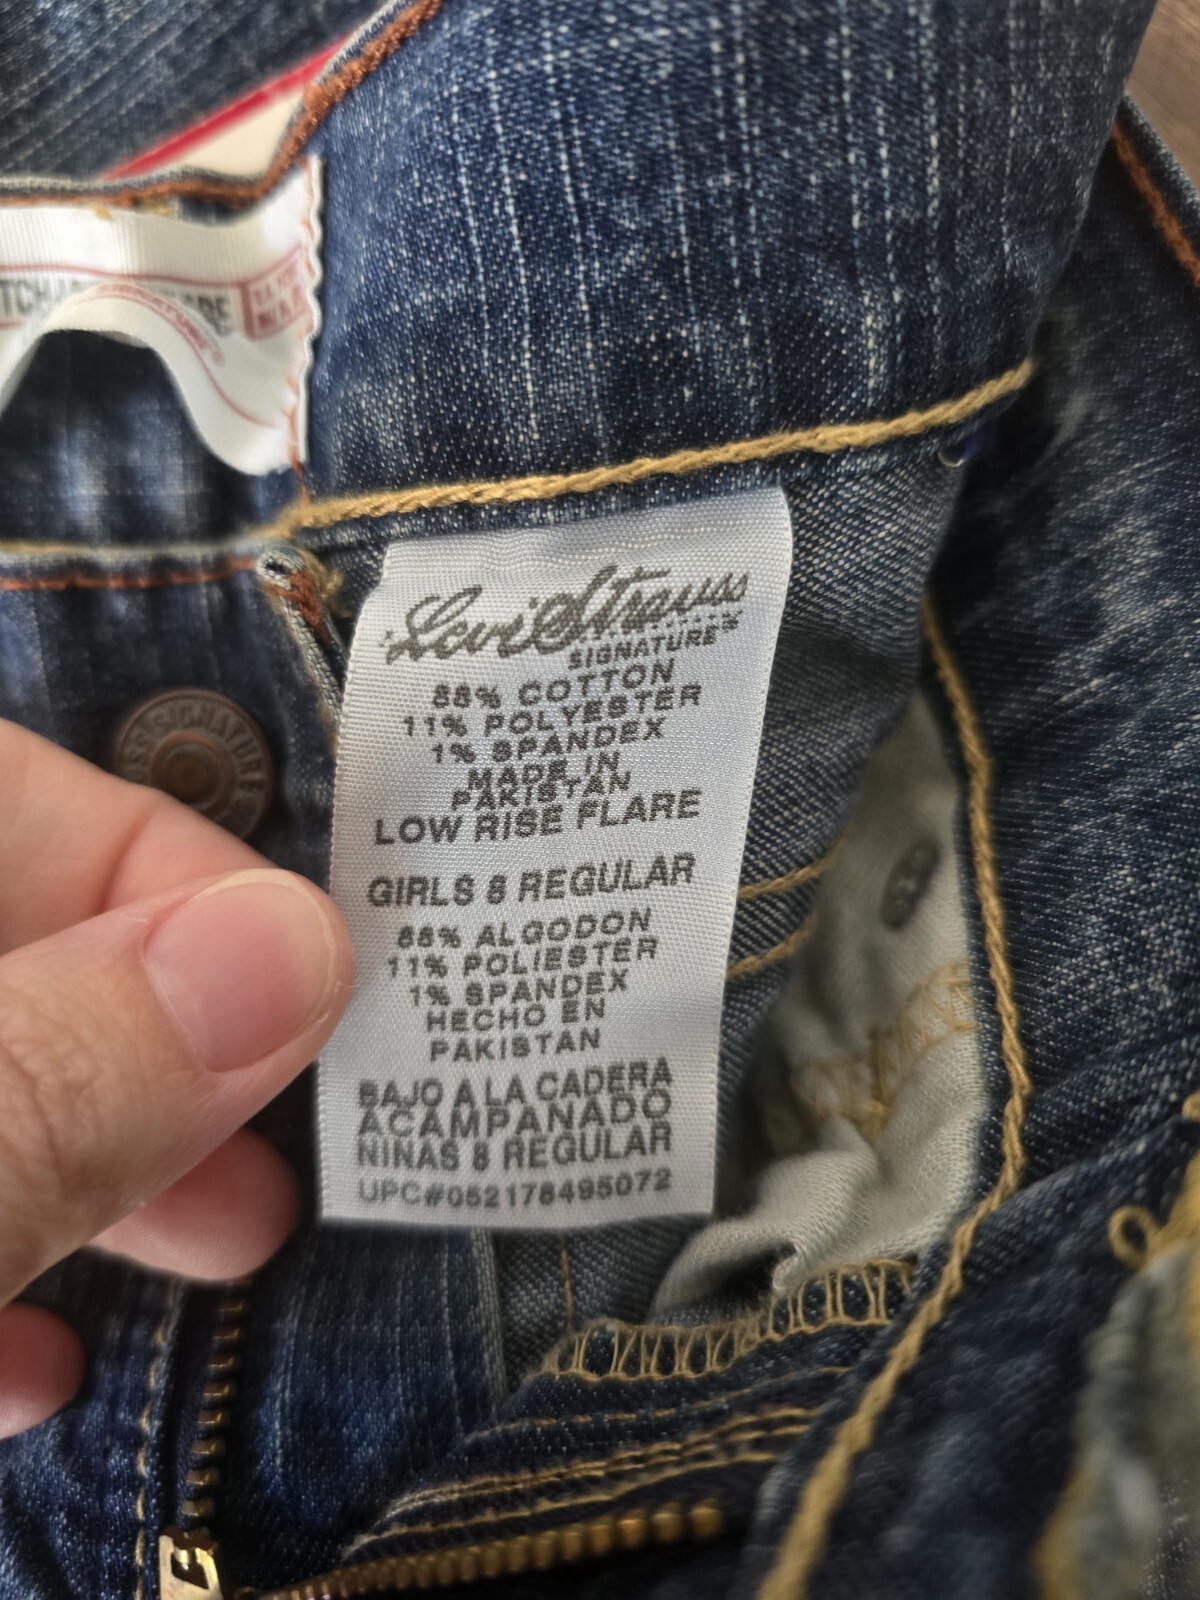 Levi Strauss
SIGNATURE™
88% COTTON
11% POLYESTER
1% SPANDEX
MADE IN
PAKISTAN
LOW RISE FLARE
GIRLS 8 REGULAR
88% ALGODON
11% POLIESTER
1% SPANDEX
HECHO EN
PAKISTAN
BAJO A LA CADERA
ACAMPANADO
NINAS 8 REGULAR
UPC#052178495072
SIGNATURE